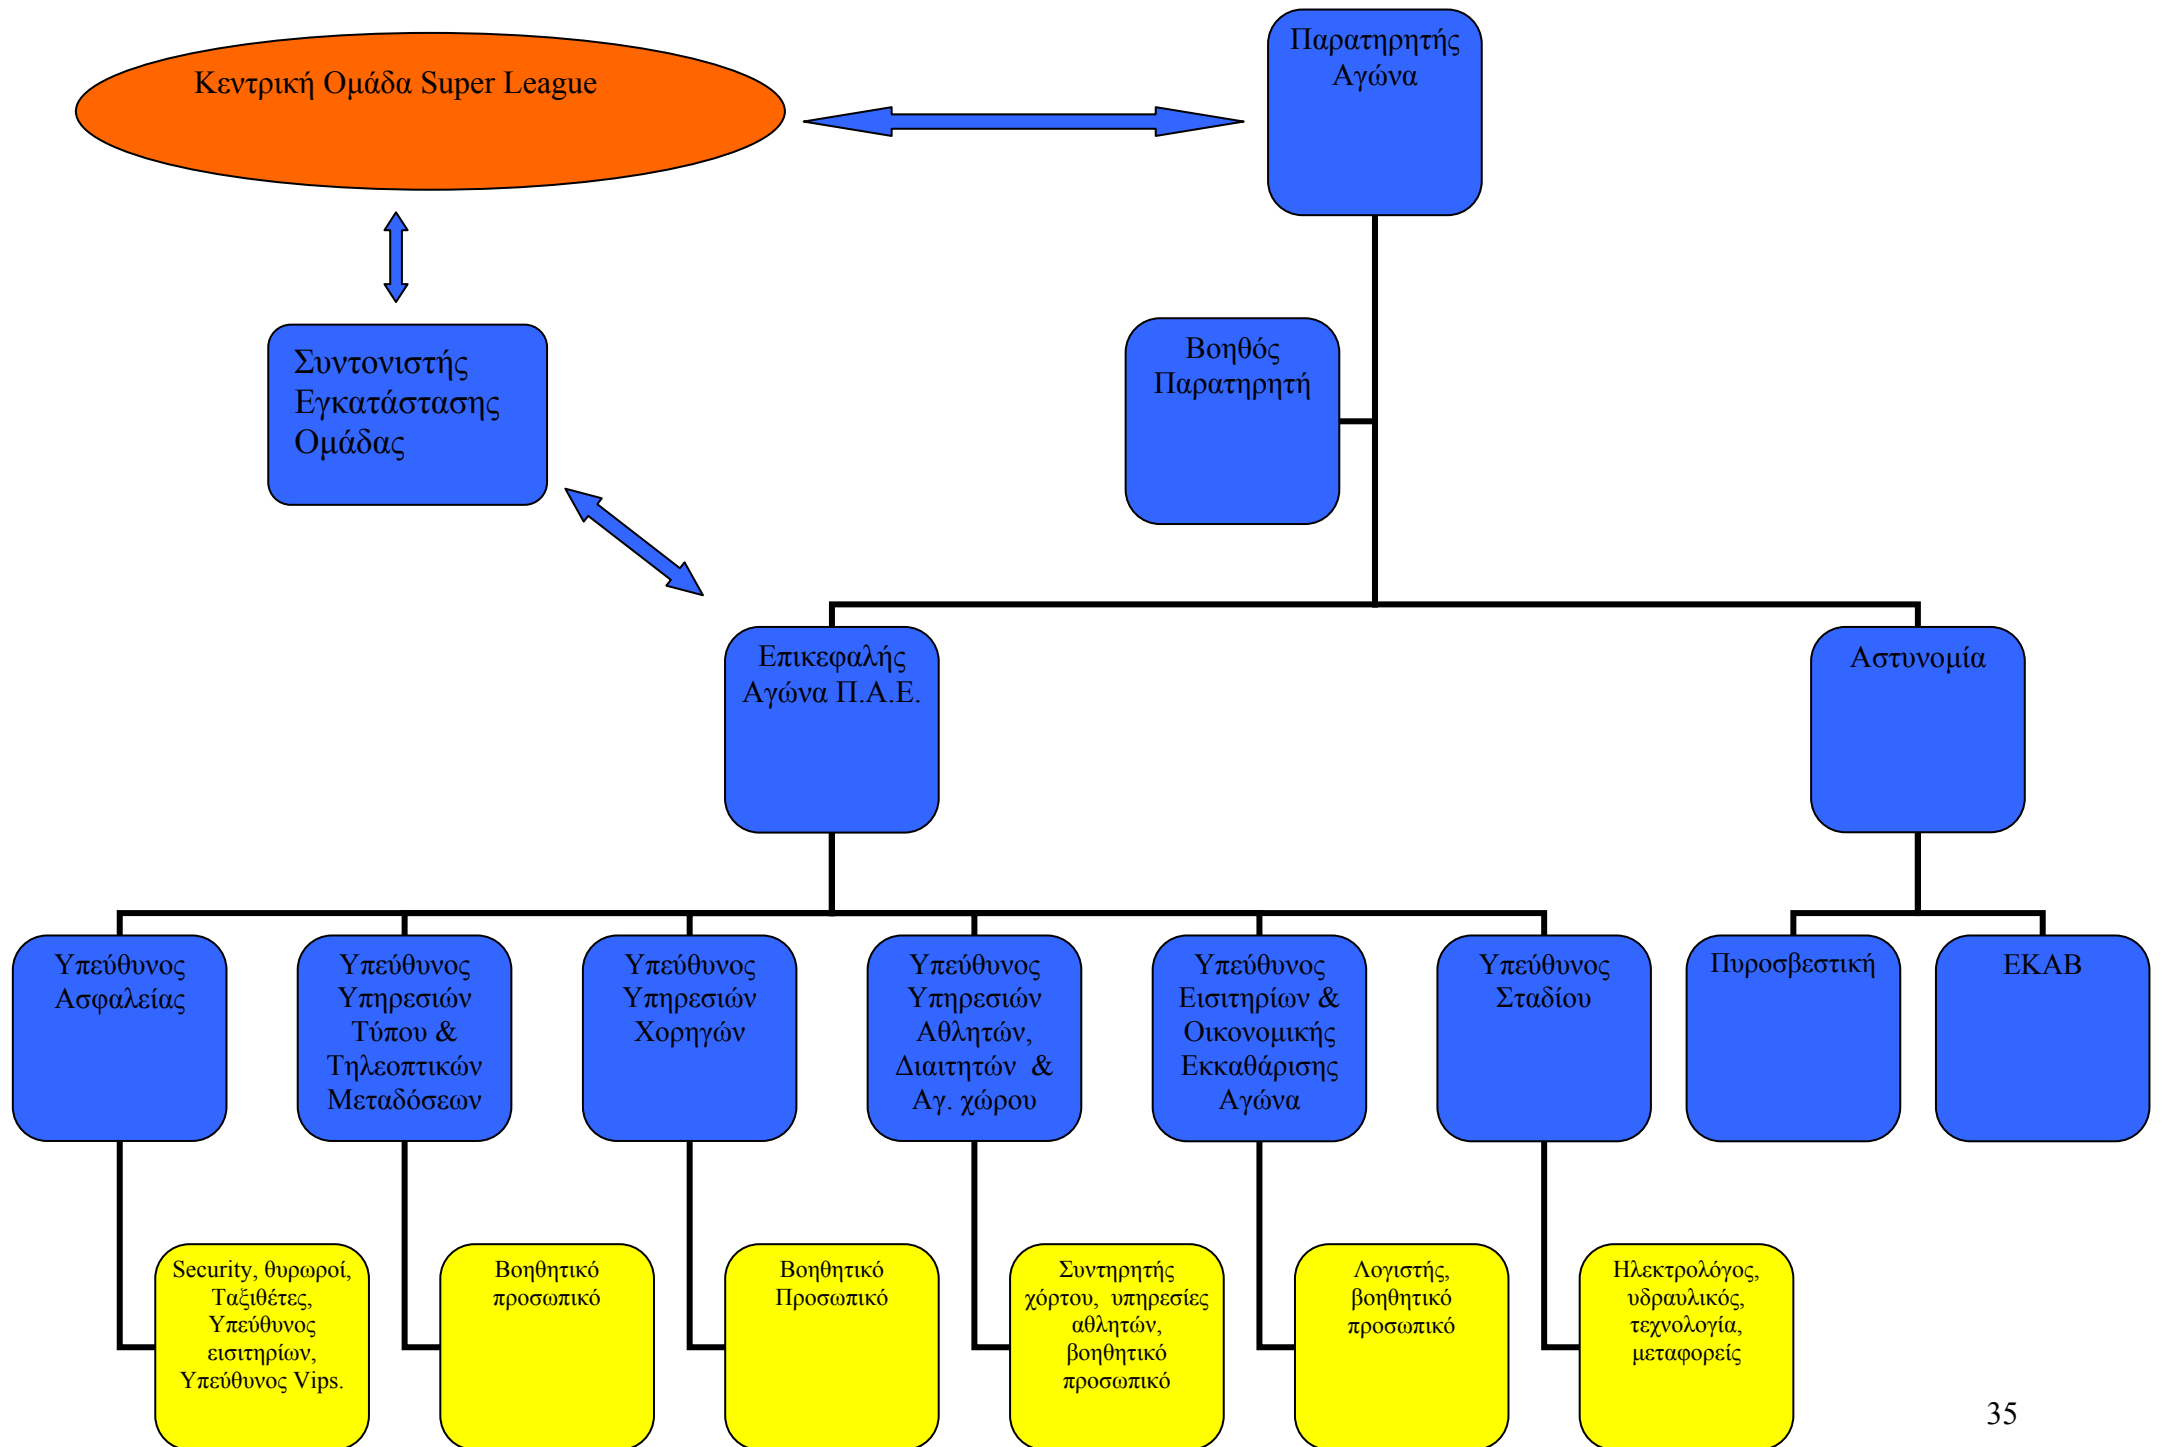 Κεντρική Ομάδα Super League
Παρατηρητής
Αγώνα
Συντονιστής
Εγκατάστασης
Ομάδας
Βοηθός
Παρατηρητή
Επικεφαλής
Αγώνα Π.Α.Ε.
Αστυνομία
Υπεύθυνος
Ασφαλείας
Υπεύθυνος
Υπηρεσιών
Τύπου &
Τηλεοπτικών
Μεταδόσεων
Υπεύθυνος
Υπηρεσιών
Χορηγών
Υπεύθυνος
Υπηρεσιών
Αθλητών,
Διαιτητών &
Αγ. χώρου
Υπεύθυνος
Εισιτηρίων &
Οικονομικής
Εκκαθάρισης
Αγώνα
Υπεύθυνος
Σταδίου
Πυροσβεστική
ΕΚΑΒ
Security, θυρωροί,
Ταξιθέτες,
Υπεύθυνος
εισιτηρίων,
Υπεύθυνος Vips.
Βοηθητικό
προσωπικό
Βοηθητικό
Προσωπικό
Συντηρητής
χόρτου, υπηρεσίες
αθλητών,
βοηθητικό
προσωπικό
Λογιστής,
βοηθητικό
προσωπικό
Ηλεκτρολόγος,
υδραυλικός,
τεχνολογία,
μεταφορείς
35